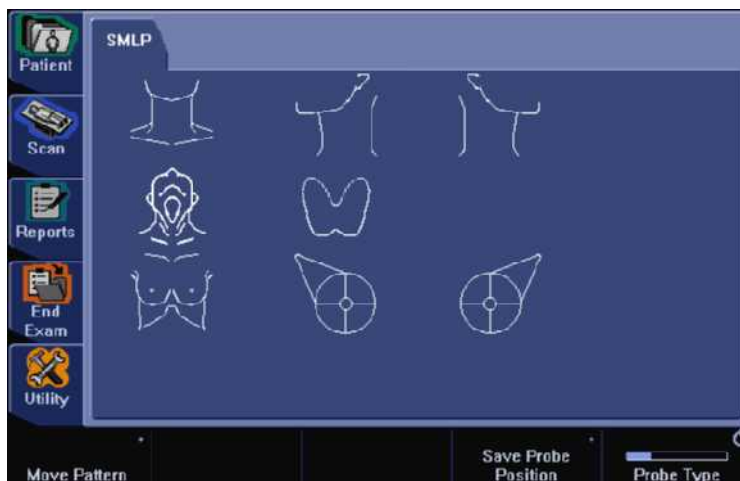 SMLP
Patient
Scan
Reports
End
Exam
Utility
Move Pattern
Save Probe
Position
Probe Type